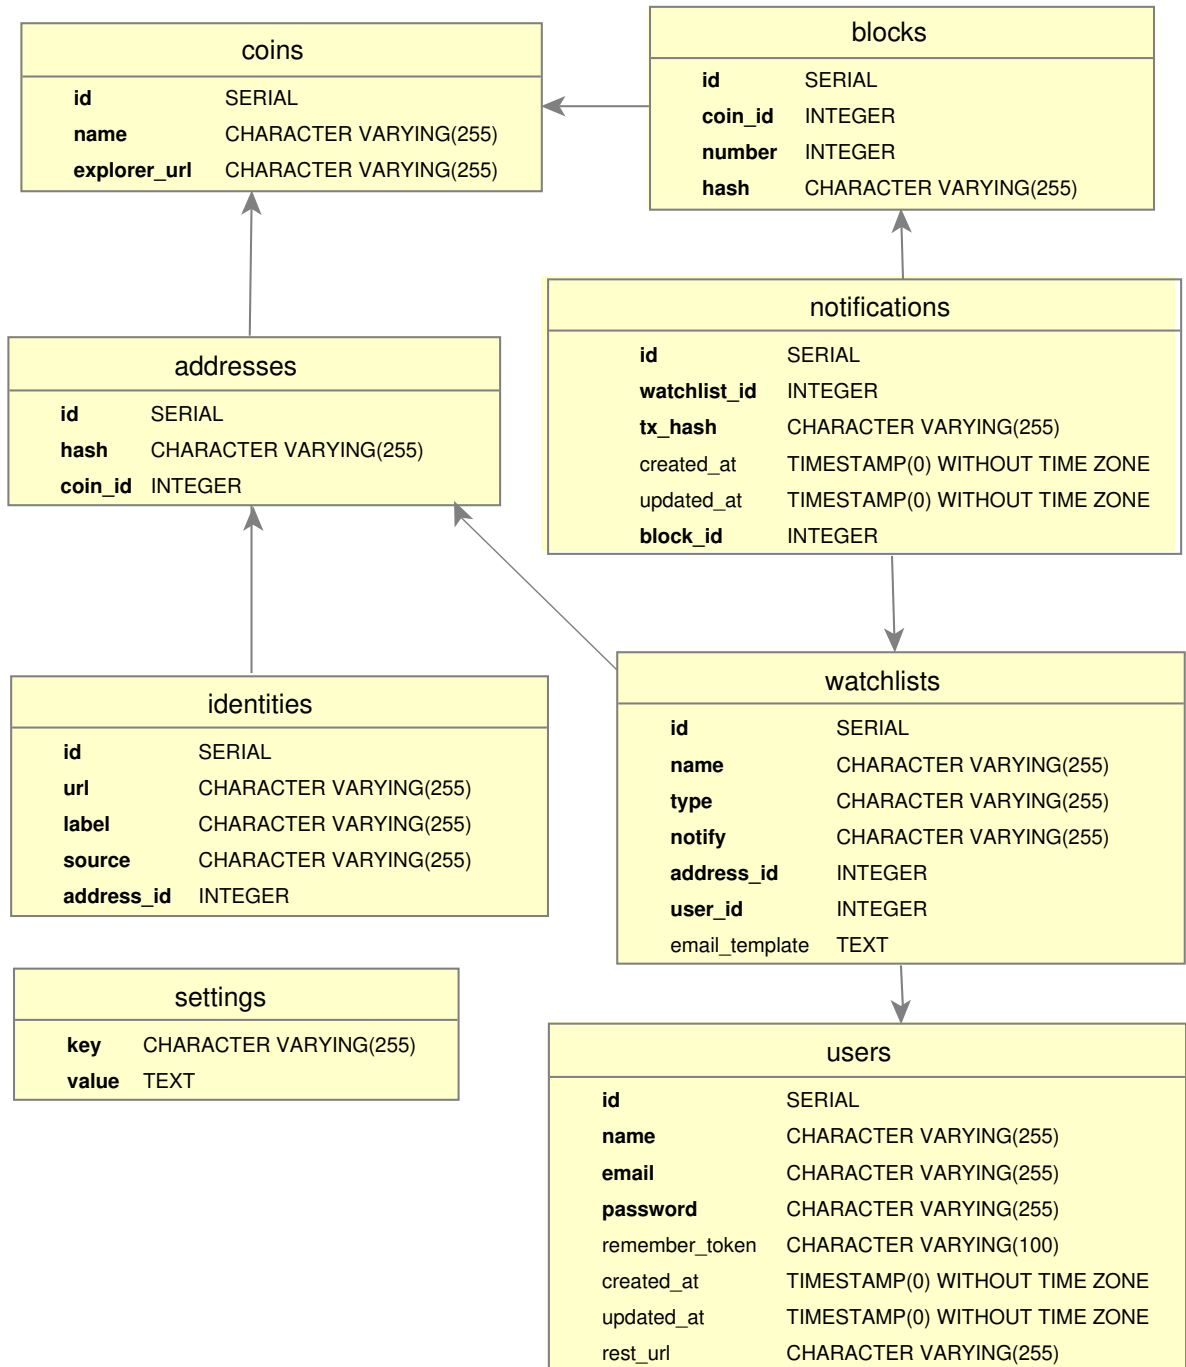 coins
id SERIAL
name CHARACTER VARYING(255)
explorer_url CHARACTER VARYING(255)
blocks
id SERIAL
coin_id INTEGER
number INTEGER
hash CHARACTER VARYING(255)
notifications
id SERIAL
watchlist_id INTEGER
tx_hash CHARACTER VARYING(255)
created_at TIMESTAMP(0) WITHOUT TIME ZONE
updated_at TIMESTAMP(0) WITHOUT TIME ZONE
block_id INTEGER
addresses
id SERIAL
hash CHARACTER VARYING(255)
coin_id INTEGER
identities
id SERIAL
url CHARACTER VARYING(255)
label CHARACTER VARYING(255)
source CHARACTER VARYING(255)
address_id INTEGER
watchlists
id SERIAL
name CHARACTER VARYING(255)
type CHARACTER VARYING(255)
notify CHARACTER VARYING(255)
address_id INTEGER
user_id INTEGER
email_template TEXT
settings
key CHARACTER VARYING(255)
value TEXT
users
id SERIAL
name CHARACTER VARYING(255)
email CHARACTER VARYING(255)
password CHARACTER VARYING(255)
remember_token CHARACTER VARYING(100)
created_at TIMESTAMP(0) WITHOUT TIME ZONE
updated_at TIMESTAMP(0) WITHOUT TIME ZONE
rest_url CHARACTER VARYING(255)